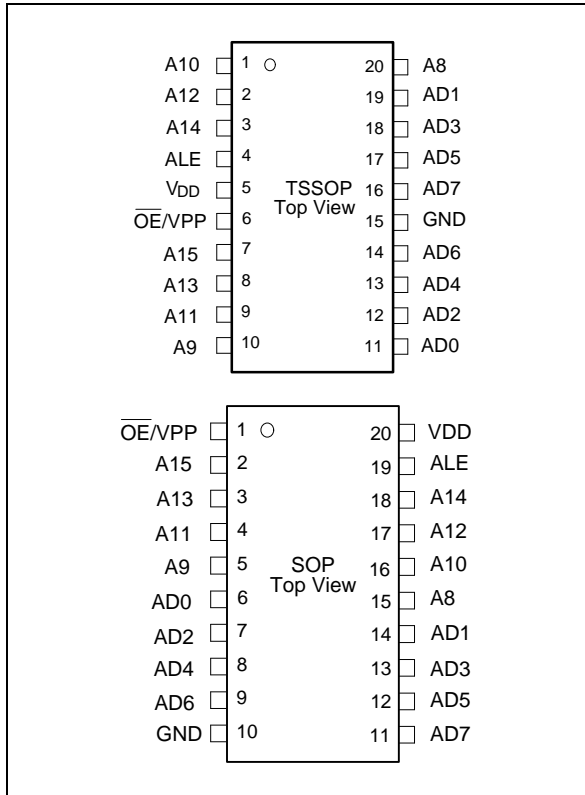 A10 1 20 A8
A12 2 19 AD1
A14 3 18 AD3
ALE 4 17 AD5
VDD 5 TSSOP 16 AD7
Top View
OE/VPP 6 15 GND
A15 7 14 AD6
A13 8 13 AD4
A11 9 12 AD2
A9 10 11 AD0
OE/VPP 1 20 VDD
A15 2 19 ALE
A13 3 18 A14
A11 4 17 A12
A9 5 SOP 16 A10
Top View
AD0 6 15 A8
AD2 7 14 AD1
AD4 8 13 AD3
AD6 9 12 AD5
GND 10 11 AD7